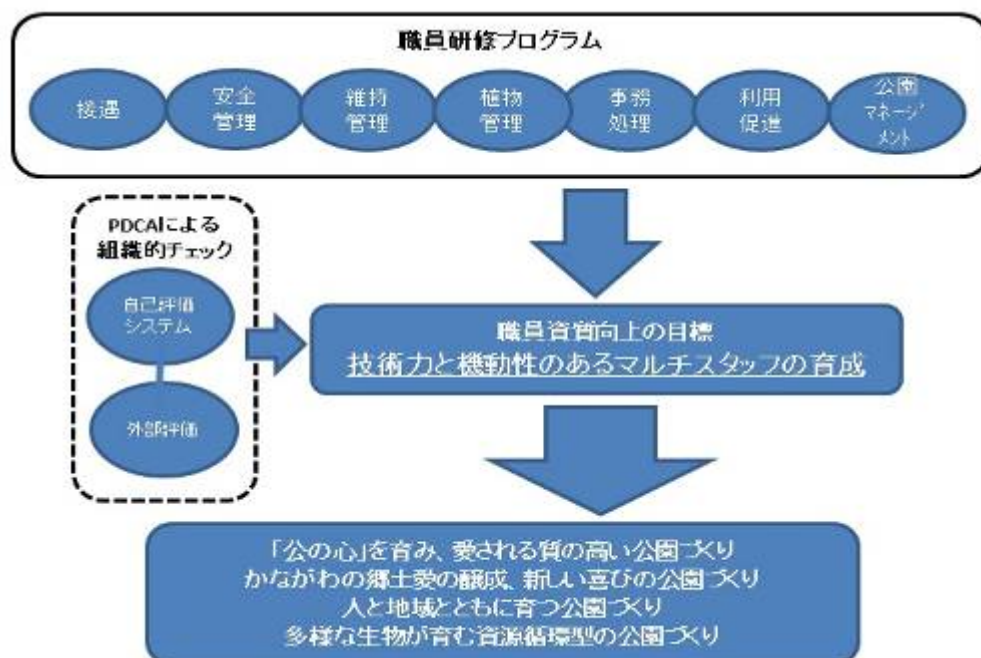 職員研修プログラム
接遇
安全
管理
維持
管理
植物
管理
事務
処理
利用
促進
公園
マネージ
メント
PDCAによる
組織的チェック
自己評価
システム
外部評価
職員資質向上の目標
技術力と機動性のあるマルチスタッフの育成
「公の心」を育み、愛される質の高い公園づくり
かながわの郷土愛の醸成、新しい喜びの公園づくり
人と地域とともに育つ公園づくり
多様な生物が育む資源循環型の公園づくり